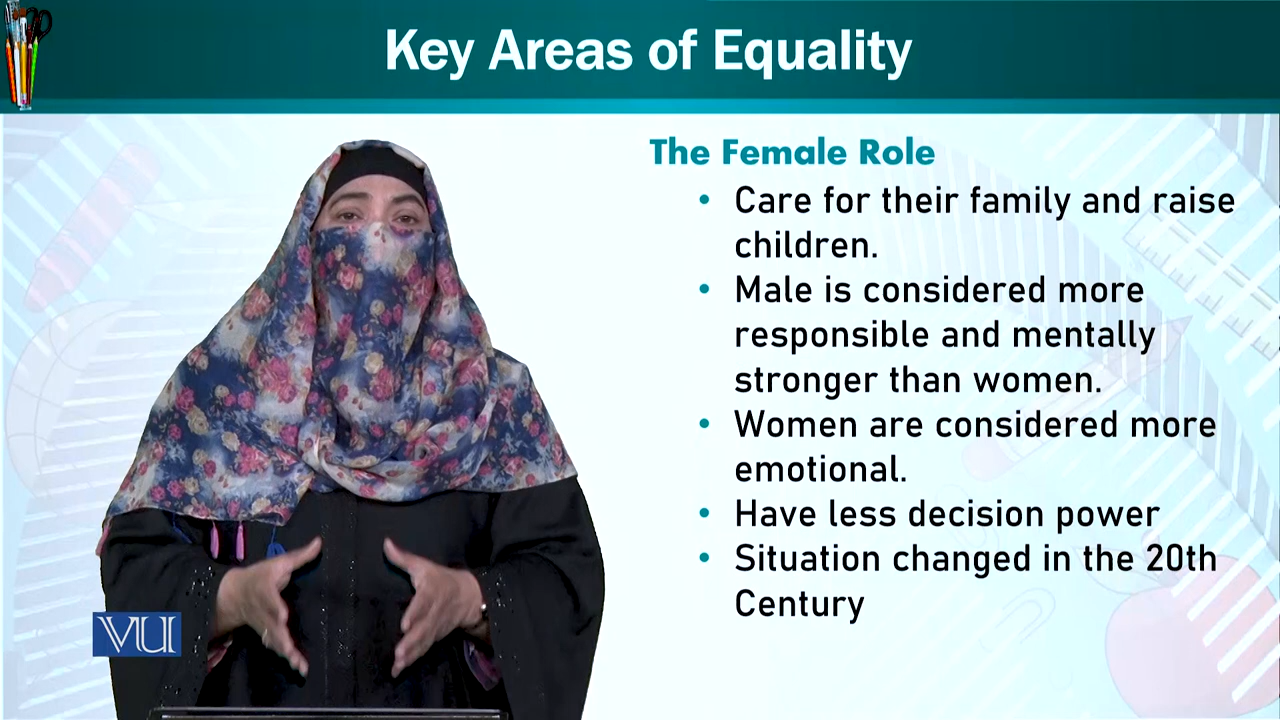 Key Areas of Equality
The Female Role
• Care for their family and raise
children.
• Male is considered more
responsible and mentally
stronger than women.
• Women are considered more
emotional.
• Have less decision power
• Situation changed in the 20th
Century
VU